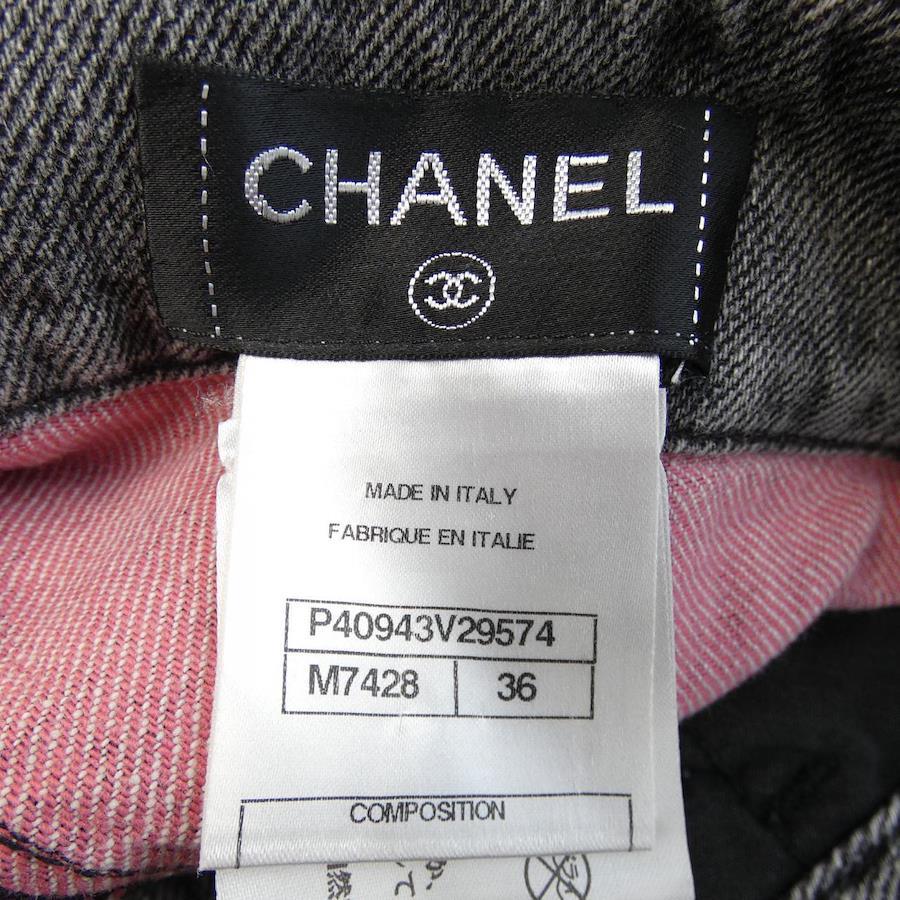 CHANEL
MADE IN ITALY
FABRIQUE EN ITALIE
P40943V29574
M7428 36
COMPOSITION